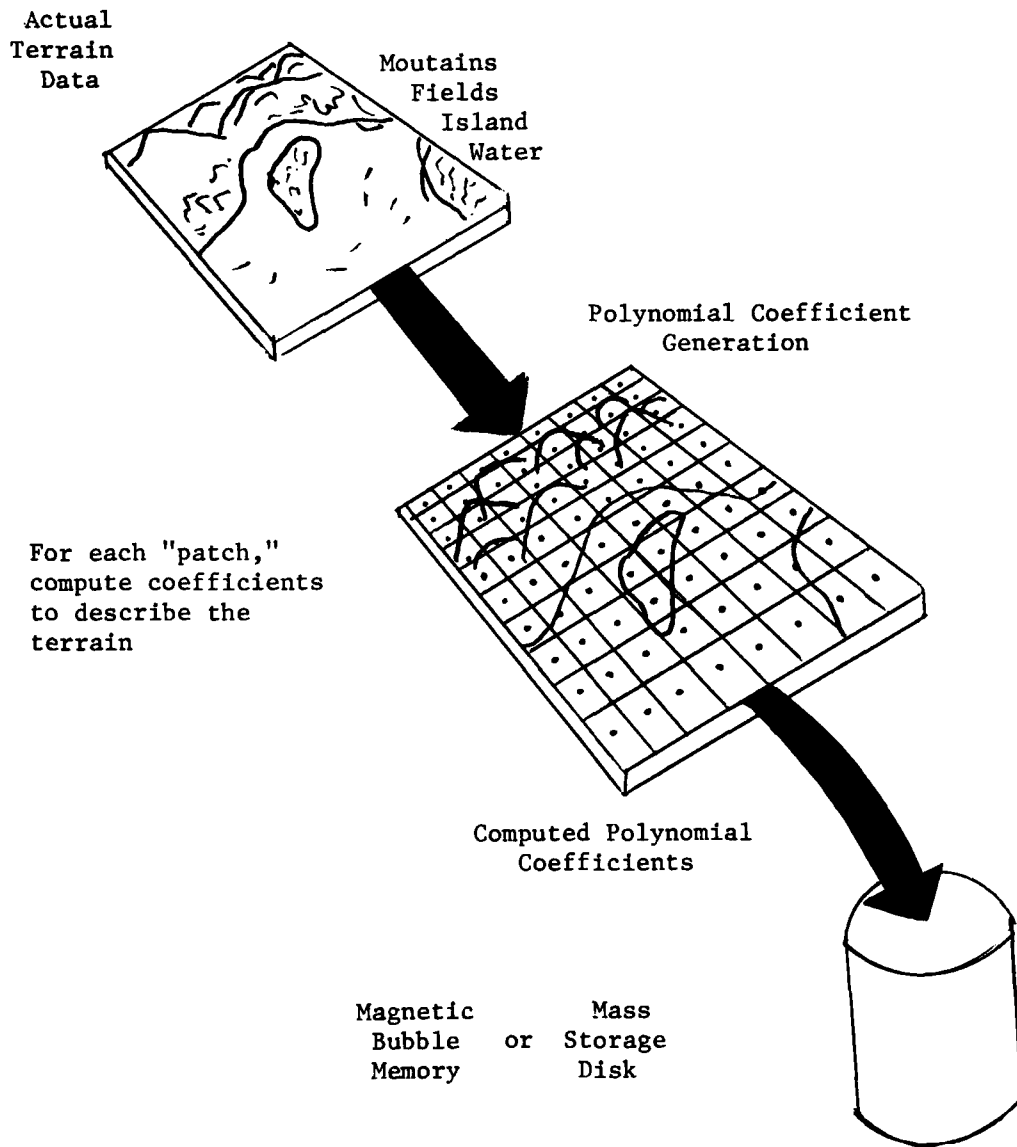 Actual
Terrain
Data
Moutains
Fields
Island
Water
Polynomial Coefficient
Generation
For each "patch,"
compute coefficients
to describe the
terrain
Computed Polynomial
Coefficients
Magnetic
Bubble
Memory
or
Mass
Storage
Disk